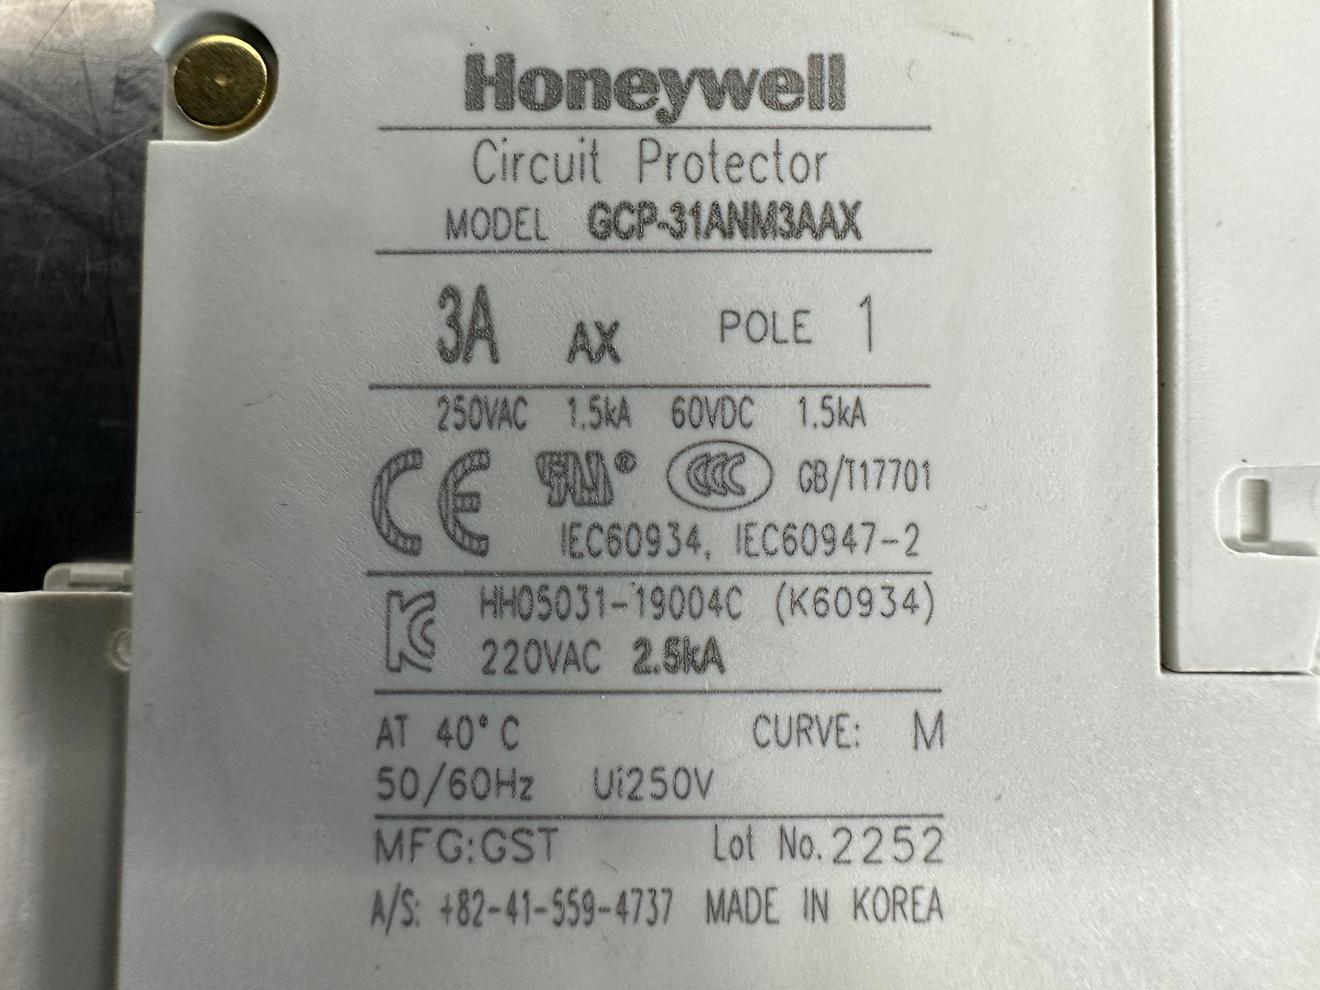 Honeywell
Circuit Protector
MODEL GCP-31ANM3AAX
3A AX POLE 1
250VAC 1.5kA 60VDC 1.5kA
CE RU® CCC GB/T17701
IEC60934, IEC60947-2
HH05031-19004C (K60934)
220VAC 2.5kA
AT 40°C CURVE: M
50/60Hz Ui250V
MFG:GST Lot No.2252
A/S: +82-41-559-4737 MADE IN KOREA